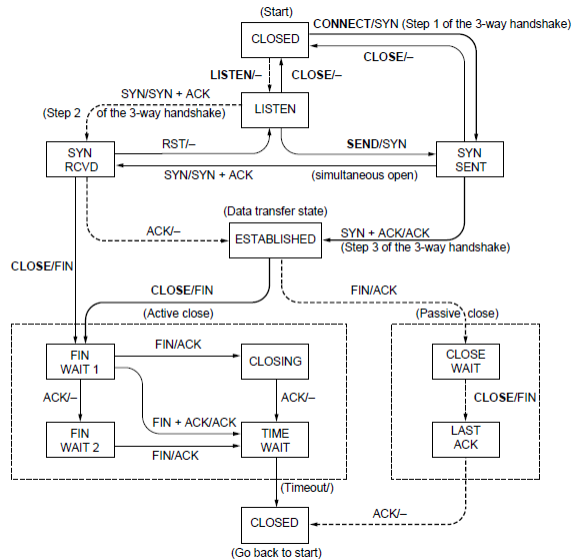 (Start)
CONNECT/SYN (Step 1 of the 3-way handshake)
CLOSED
CLOSE/–
LISTEN/–
CLOSE/–
SYN/SYN + ACK
(Step 2 of the 3-way handshake)
LISTEN
SYN
RCVD
RST/–
SEND/SYN
SYN
SENT
SYN/SYN + ACK
(simultaneous open)
(Data transfer state)
ACK/–
ESTABLISHED
SYN + ACK/ACK
(Step 3 of the 3-way handshake)
CLOSE/FIN
CLOSE/FIN
FIN/ACK
(Active close)
(Passive close)
FIN
WAIT 1
FIN/ACK
CLOSING
CLOSE
WAIT
ACK/–
ACK/–
CLOSE/FIN
FIN + ACK/ACK
FIN
WAIT 2
FIN/ACK
TIME
WAIT
LAST
ACK
(Timeout/)
CLOSED
ACK/–
(Go back to start)